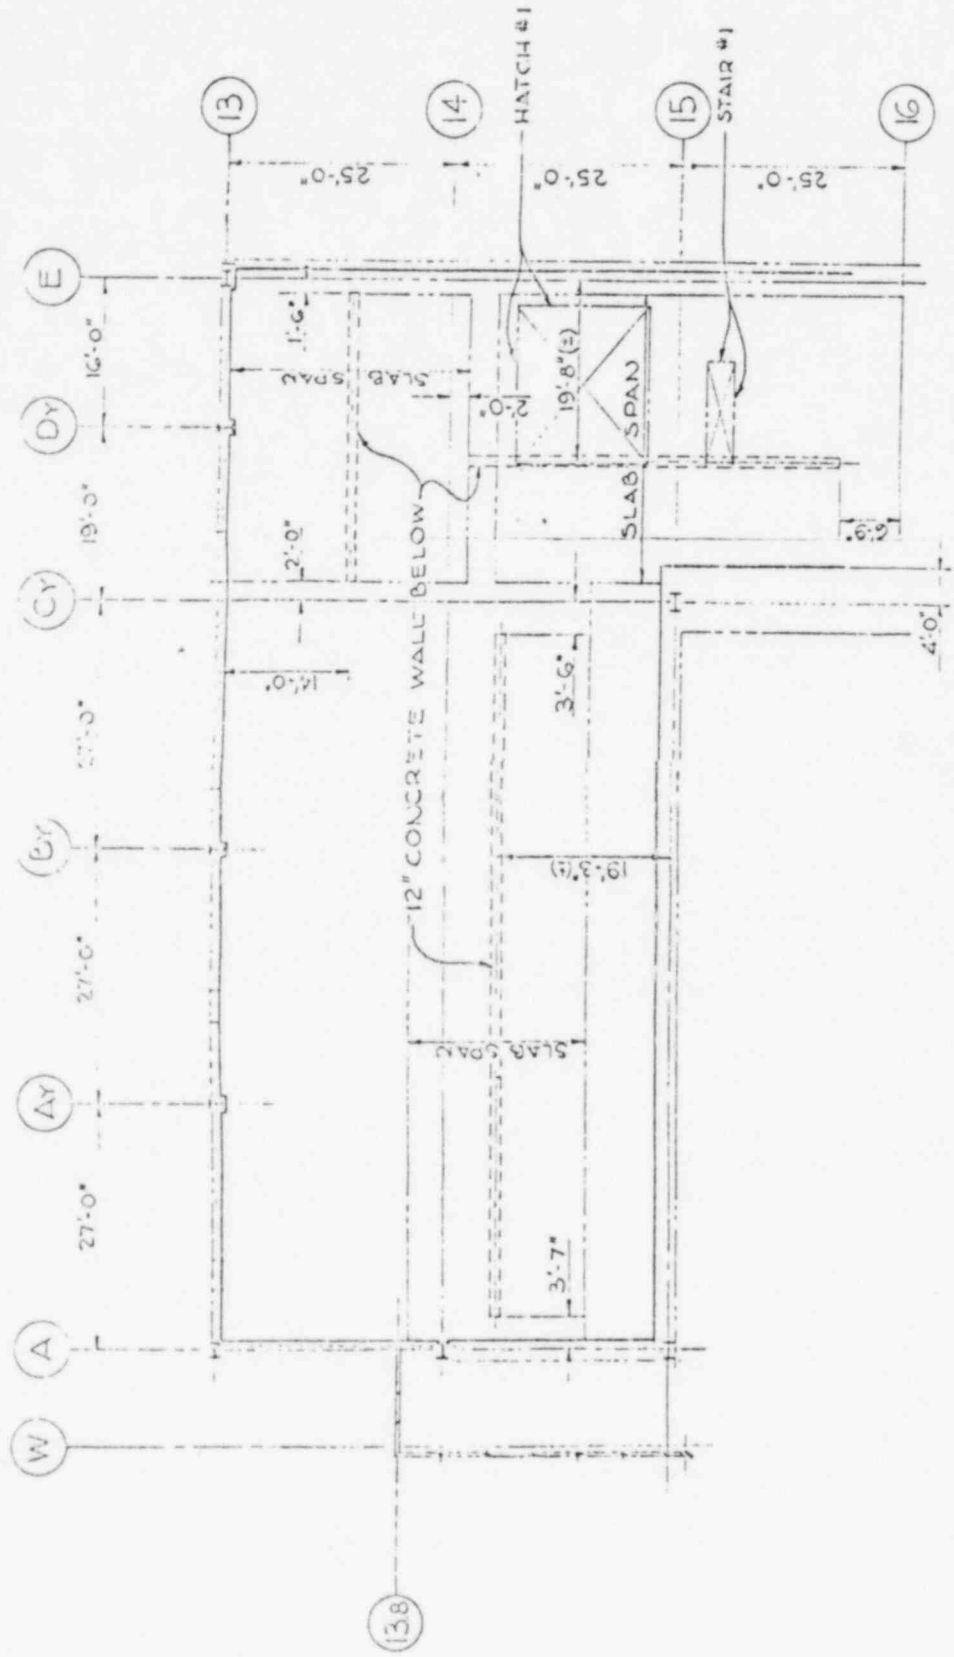 W
A
AY
BY
CY
DY
E
27'-0"
27'-0"
27'-0"
19'-0"
16'-0"
13
14
15
16
25'-0"
25'-0"
25'-0"
HATCH #1
STAIR #1
13.8
1'-6"
2'-0"
14'-0"
SLAB SPAN
2'-0"
19'-8"(±)
SLAB SPAN
6'-9"
4'-0"
12" CONCRETE WALL BELOW
3'-6"
3'-7"
19'-3"(±)
SLAB SPAN